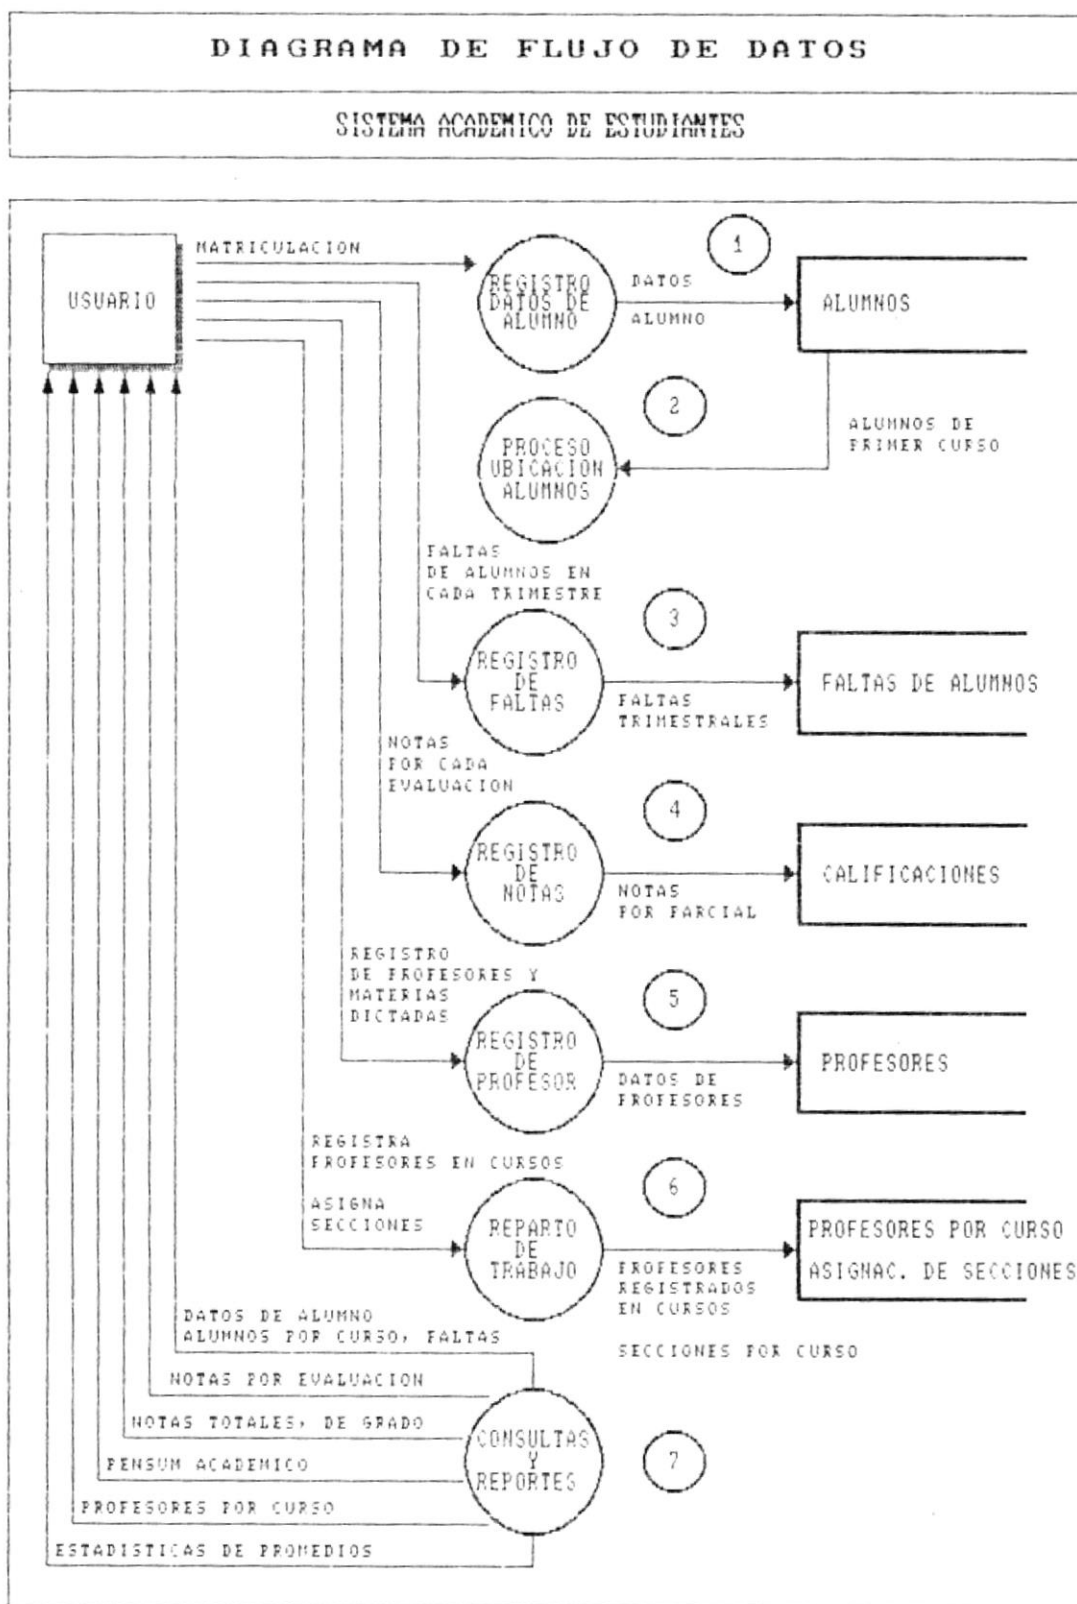 DIAGRAMA DE FLUJO DE DATOS
SISTEMA ACADEMICO DE ESTUDIANTES
USUARIO
MATRICULACION
REGISTRO
DATOS DE
ALUMNO
DATOS
ALUMNO
1
ALUMNOS
2
PROCESO
UBICACION
ALUMNOS
ALUMNOS DE
PRIMER CURSO
FALTAS
DE ALUMNOS EN
CADA TRIMESTRE
3
REGISTRO
DE
FALTAS
FALTAS
TRIMESTRALES
FALTAS DE ALUMNOS
NOTAS
POR CADA
EVALUACION
4
REGISTRO
DE
NOTAS
NOTAS
POR PARCIAL
CALIFICACIONES
REGISTRO
DE PROFESORES Y
MATERIAS
DICTADAS
5
REGISTRO
DE
PROFESOR
DATOS DE
PROFESORES
PROFESORES
REGISTRA
PROFESORES EN CURSOS
ASIGNA
SECCIONES
6
REPARTO
DE
TRABAJO
PROFESORES
REGISTRADOS
EN CURSOS
SECCIONES POR CURSO
PROFESORES POR CURSO
ASIGNAC. DE SECCIONES
DATOS DE ALUMNO
ALUMNOS POR CURSO, FALTAS
NOTAS POR EVALUACION
NOTAS TOTALES, DE GRADO
PENSUM ACADEMICO
PROFESORES POR CURSO
ESTADISTICAS DE PROMEDIOS
CONSULTAS
Y
REPORTES
7